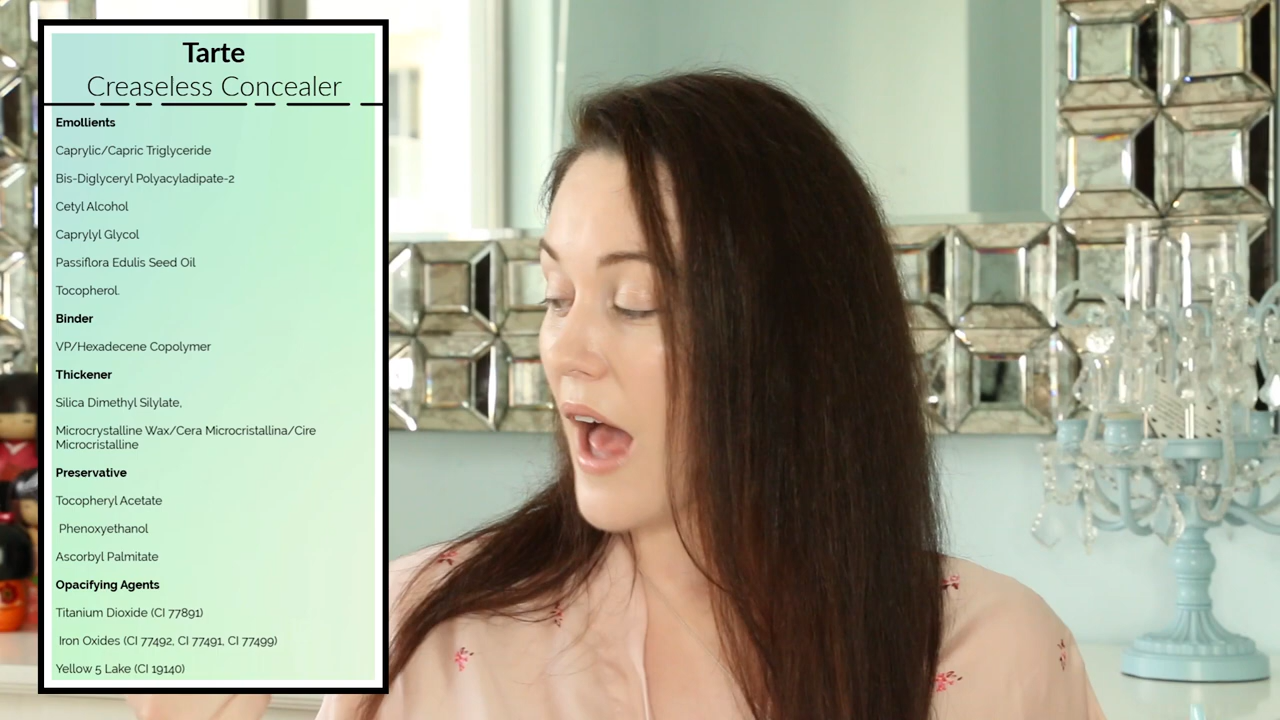 Tarte
Creaseless Concealer
Emollients
Caprylic/Capric Triglyceride
Bis-Diglyceryl Polyacyladipate-2
Cetyl Alcohol
Caprylyl Glycol
Passiflora Edulis Seed Oil
Tocopherol.
Binder
VP/Hexadecene Copolymer
Thickener
Silica Dimethyl Silylate,
Microcrystalline Wax/Cera Microcristallina/Cire
Microcristalline
Preservative
Tocopheryl Acetate
Phenoxyethanol
Ascorbyl Palmitate
Opacifying Agents
Titanium Dioxide (CI 77891)
Iron Oxides (CI 77492, CI 77491, CI 77499)
Yellow 5 Lake (CI 19140)